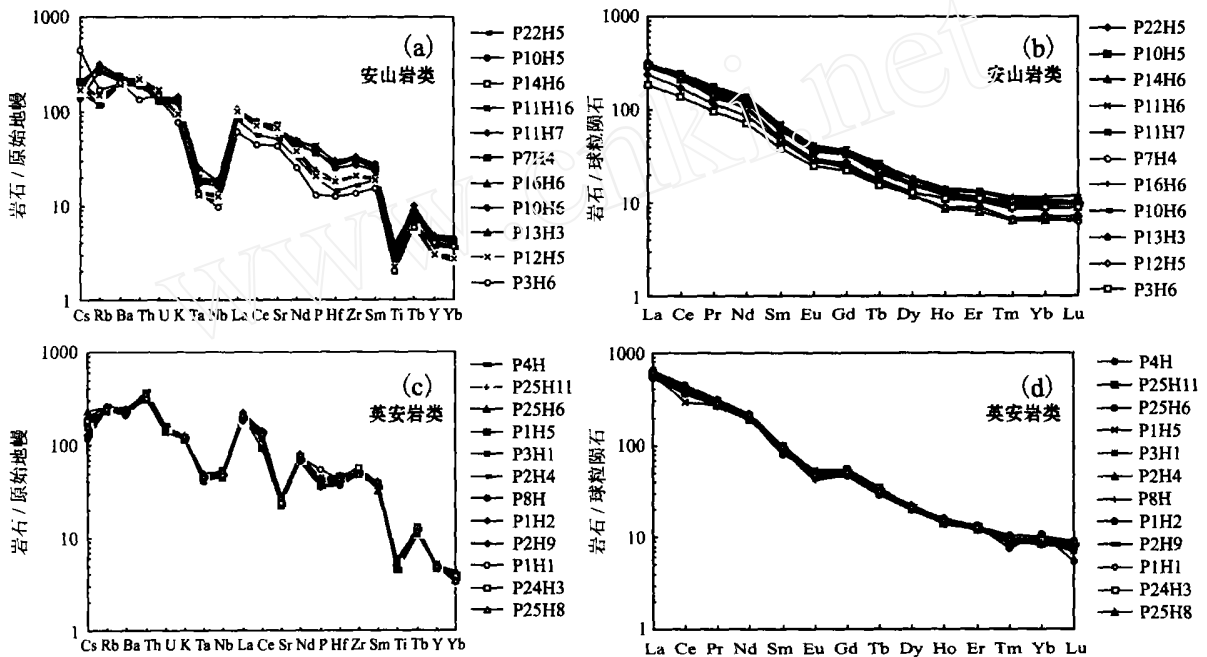 1000
100
10
1
岩石 / 原始地幔
(a)
安山岩类
Cs Rb Ba Th U K Ta Nb La Ce Sr Nd P Hf Zr Sm Ti Tb Y Yb
P22H5
P10H5
P14H6
P11H16
P11H7
P7H4
P16H6
P10H6
P13H3
P12H5
P3H6
1000
100
10
1
岩石 / 球粒陨石
(b)
安山岩类
La Ce Pr Nd Sm Eu Gd Tb Dy Ho Er Tm Yb Lu
P22H5
P10H5
P14H6
P11H6
P11H7
P7H4
P16H6
P10H6
P13H3
P12H5
P3H6
1000
100
10
1
岩石 / 原始地幔
(c)
英安岩类
Cs Rb Ba Th U K Ta Nb La Ce Sr Nd P Hf Zr Sm Ti Tb Y Yb
P4H
P25H11
P25H6
P1H5
P3H1
P2H4
P8H
P1H2
P2H9
P1H1
P24H3
P25H8
1000
100
10
1
岩石 / 球粒陨石
(d)
英安岩类
La Ce Pr Nd Sm Eu Gd Tb Dy Ho Er Tm Yb Lu
P4H
P25H11
P25H6
P1H5
P3H1
P2H4
P8H
P1H2
P2H9
P1H1
P24H3
P25H8
www.cnki.net